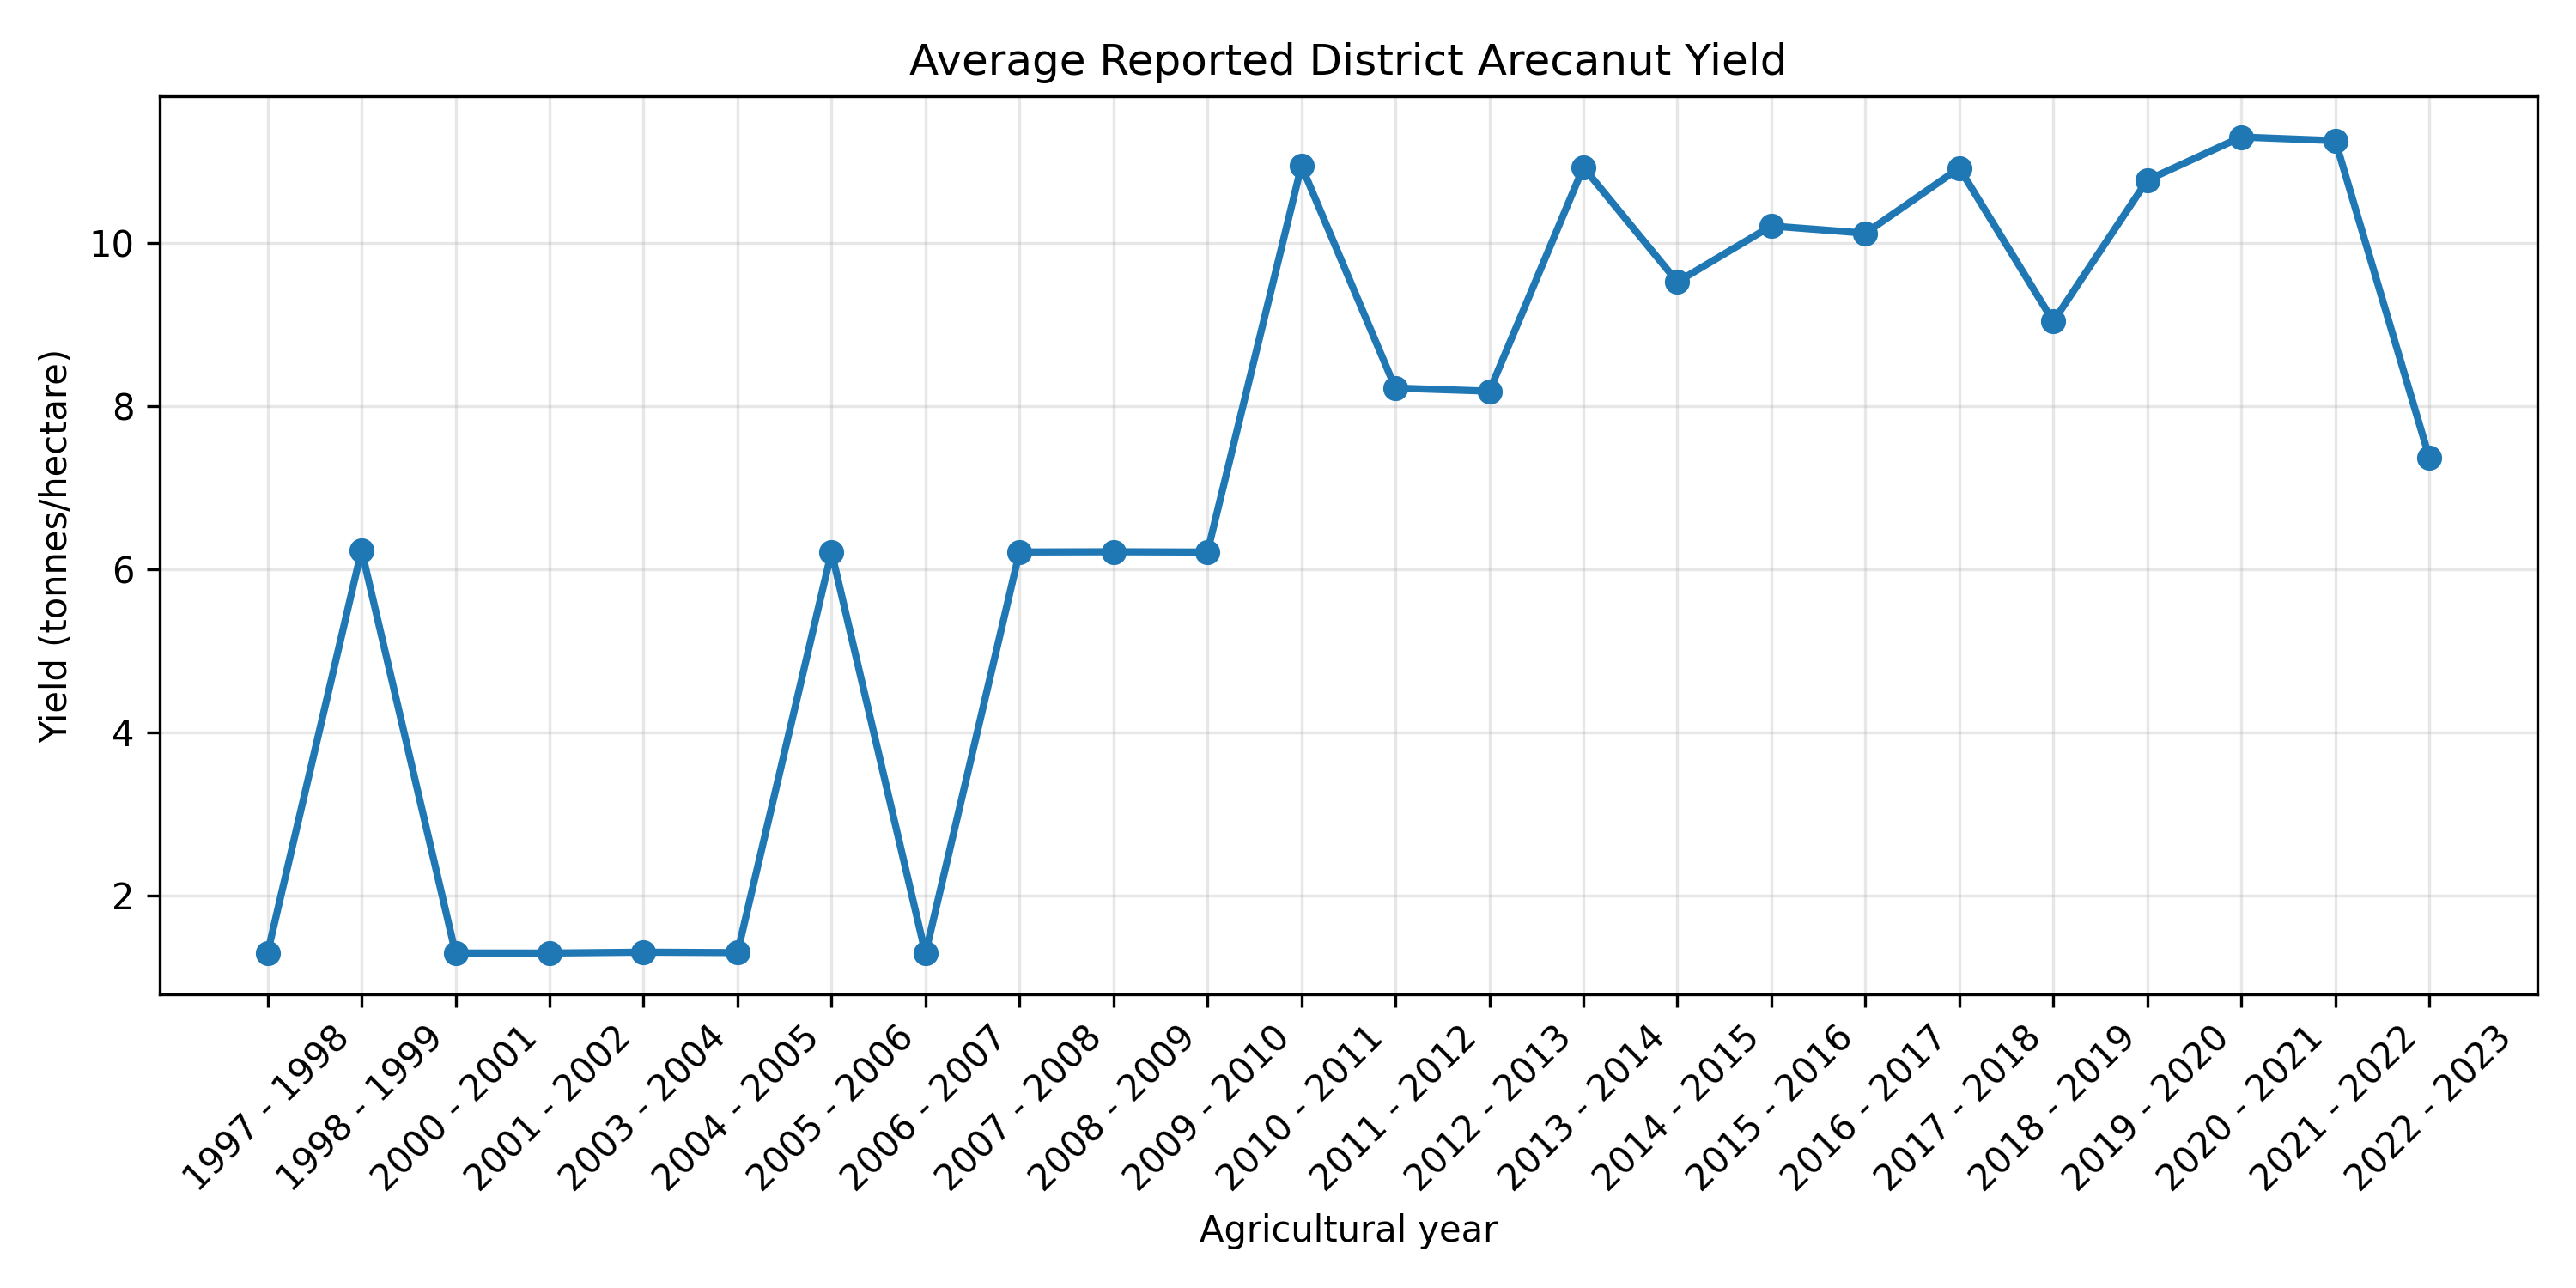 Average Reported District Arecanut Yield
Yield (tonnes/hectare)
10
8
6
4
2
1997 - 1998
1998 - 1999
2000 - 2001
2001 - 2002
2003 - 2004
2004 - 2005
2005 - 2006
2006 - 2007
2007 - 2008
2008 - 2009
2009 - 2010
2010 - 2011
2011 - 2012
2012 - 2013
2013 - 2014
2014 - 2015
2015 - 2016
2016 - 2017
2017 - 2018
2018 - 2019
2019 - 2020
2020 - 2021
2021 - 2022
2022 - 2023
Agricultural year